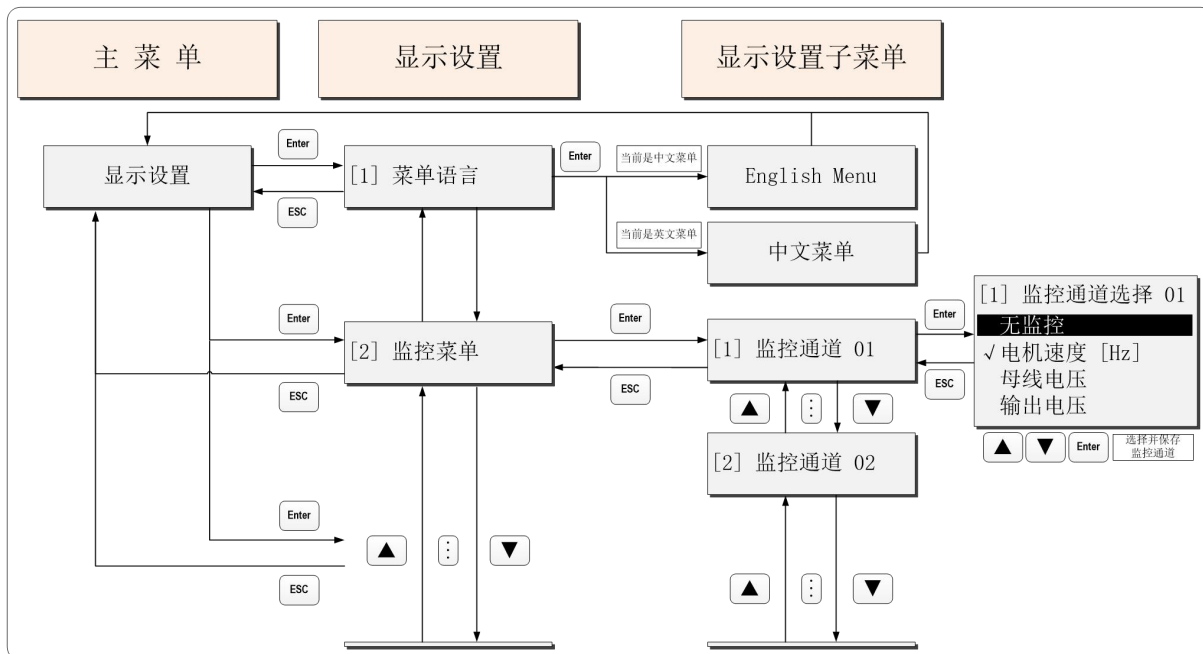 主 菜 单
显示设置
显示设置子菜单
显示设置
Enter
ESC
[1] 菜单语言
Enter
当前是中文菜单
English Menu
当前是英文菜单
中文菜单
Enter
ESC
[2] 监控菜单
Enter
ESC
[1] 监控通道 01
Enter
ESC
[1] 监控通道选择 01
无监控
√电机速度 [Hz]
母线电压
输出电压
▲ ▼ Enter
选择并保存
监控通道
▲ ⋮ ▼
[2] 监控通道 02
Enter
ESC
▲ ⋮ ▼
▲ ⋮ ▼